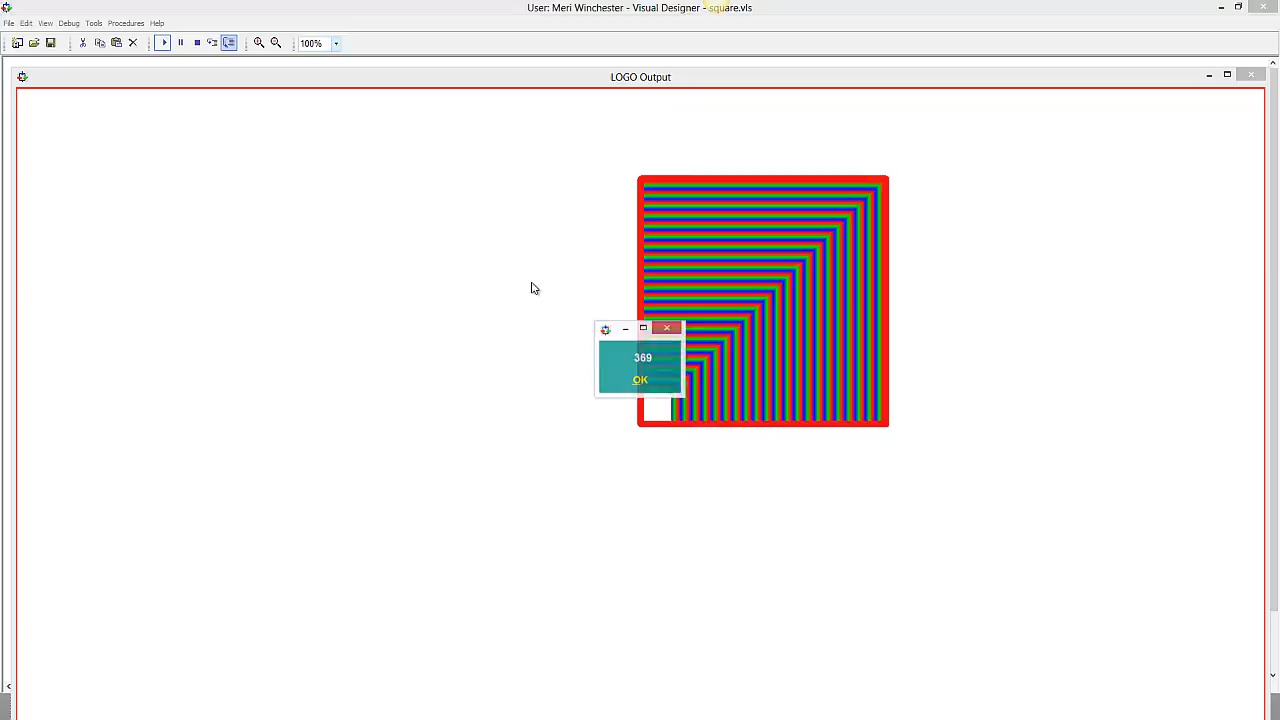 User: Meri Winchester - Visual Designer - square.vls
File Edit View Debug Tools Procedures Help
100%
LOGO Output
369
OK